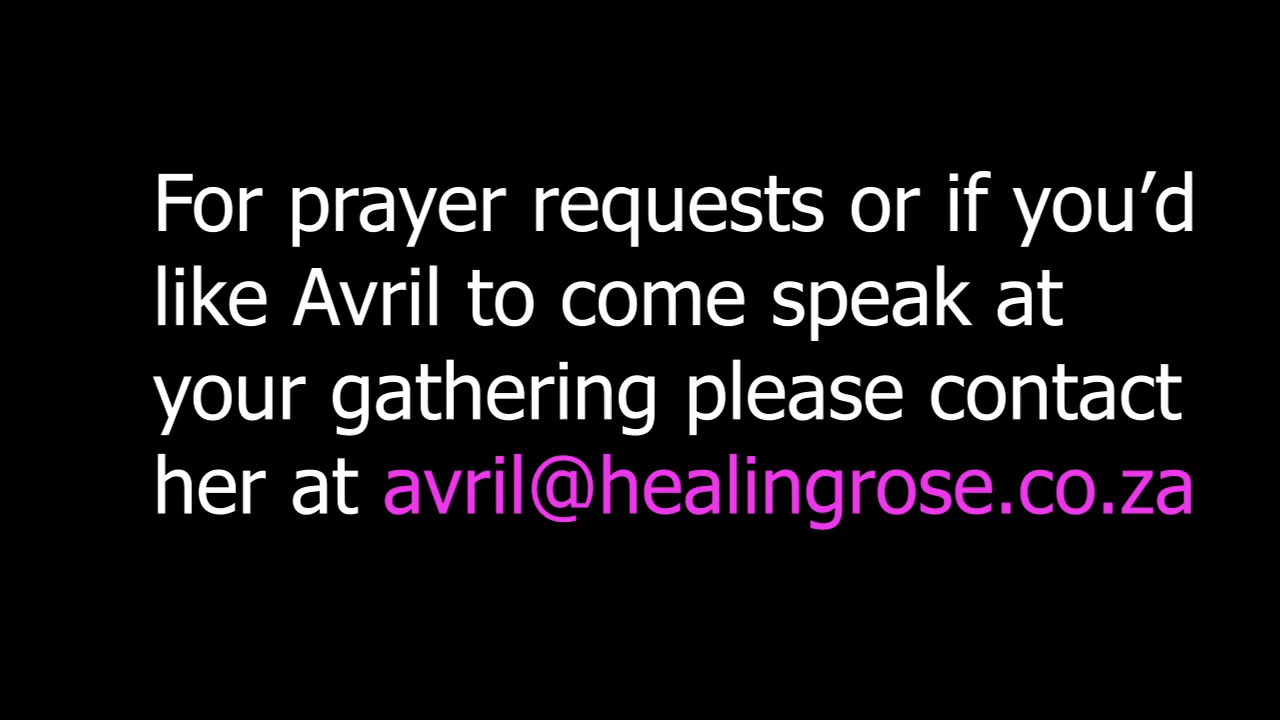 For prayer requests or if you’d
like Avril to come speak at
your gathering please contact
her at avril@healingrose.co.za